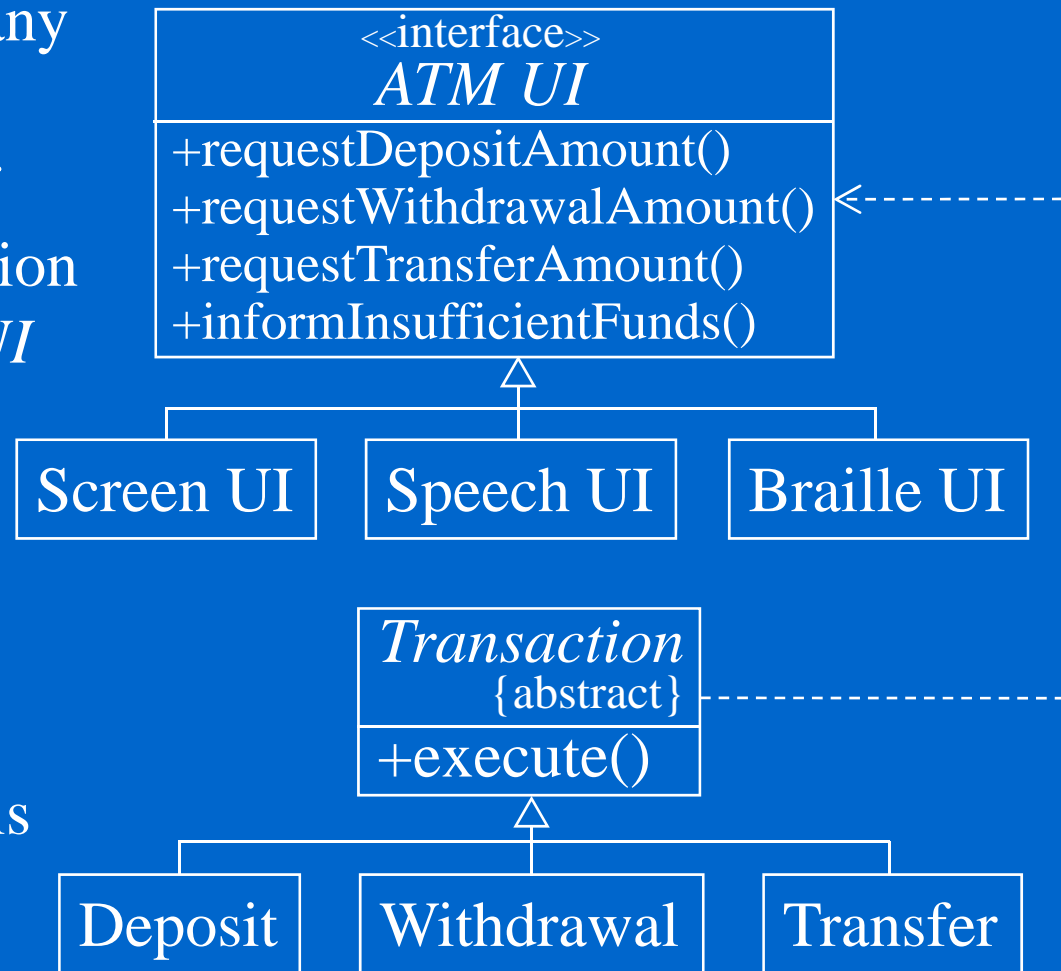 <<interface>>
ATM UI
+requestDepositAmount()
+requestWithdrawalAmount()
+requestTransferAmount()
+informInsufficientFunds()
Screen UI Speech UI Braille UI
Transaction
{abstract}
+execute()
Deposit Withdrawal Transfer